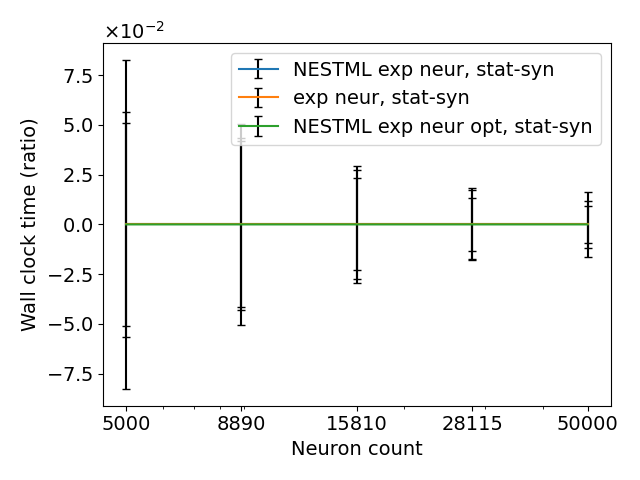 ×10⁻²
7.5
5.0
2.5
0.0
−2.5
−5.0
−7.5
Wall clock time (ratio)
NESTML exp neur, stat-syn
exp neur, stat-syn
NESTML exp neur opt, stat-syn
5000 8890 15810 28115 50000
Neuron count